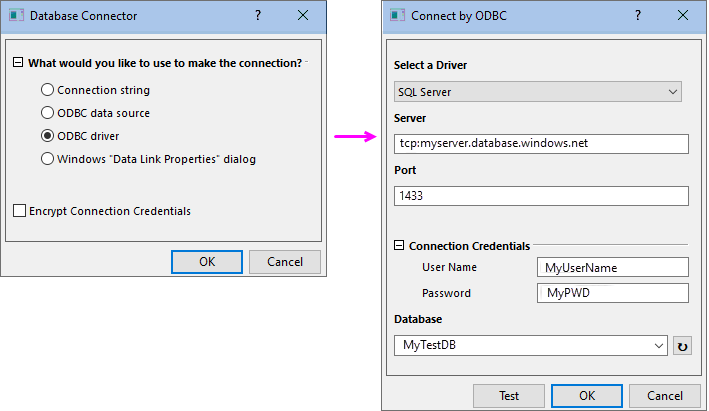 Database Connector ?
What would you like to use to make the connection?
Connection string
ODBC data source
ODBC driver
Windows "Data Link Properties" dialog
Encrypt Connection Credentials
OK Cancel
Connect by ODBC ?
Select a Driver
SQL Server
Server
tcp:myserver.database.windows.net
Port
1433
Connection Credentials
User Name MyUserName
Password MyPWD
Database
MyTestDB
Test OK Cancel